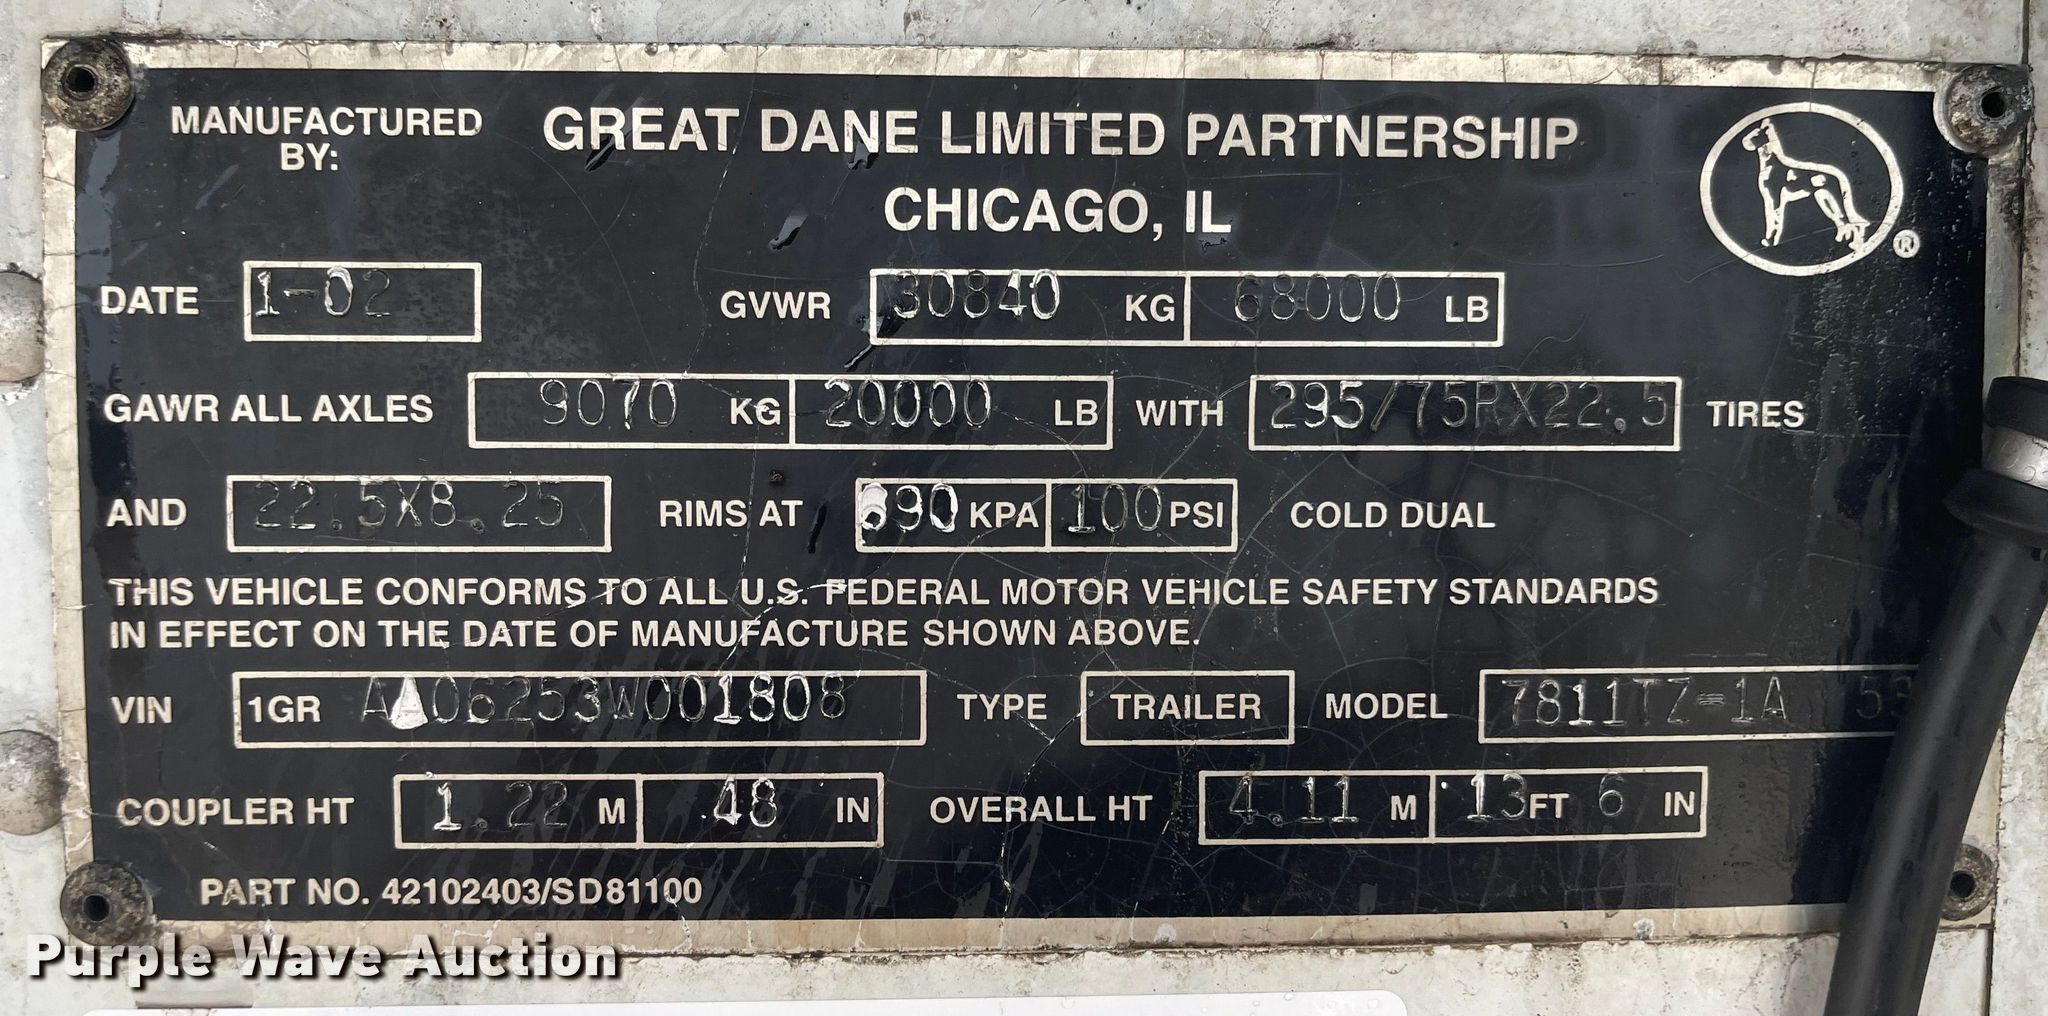 MANUFACTURED BY: GREAT DANE LIMITED PARTNERSHIP
CHICAGO, IL ®
DATE 1-02 GVWR 30840 KG 68000 LB
GAWR ALL AXLES 9070 KG 20000 LB WITH 295/75RX22.5 TIRES
AND 22.5X8.25 RIMS AT 690 KPA 100 PSI COLD DUAL
THIS VEHICLE CONFORMS TO ALL U.S. FEDERAL MOTOR VEHICLE SAFETY STANDARDS
IN EFFECT ON THE DATE OF MANUFACTURE SHOWN ABOVE.
VIN 1GR AA06253W001808 TYPE TRAILER MODEL 7811TZ-1A 53
COUPLER HT 1.22 M 48 IN OVERALL HT 4.11 M 13 FT 6 IN
PART NO. 42102403/SD81100
Purple Wave Auction